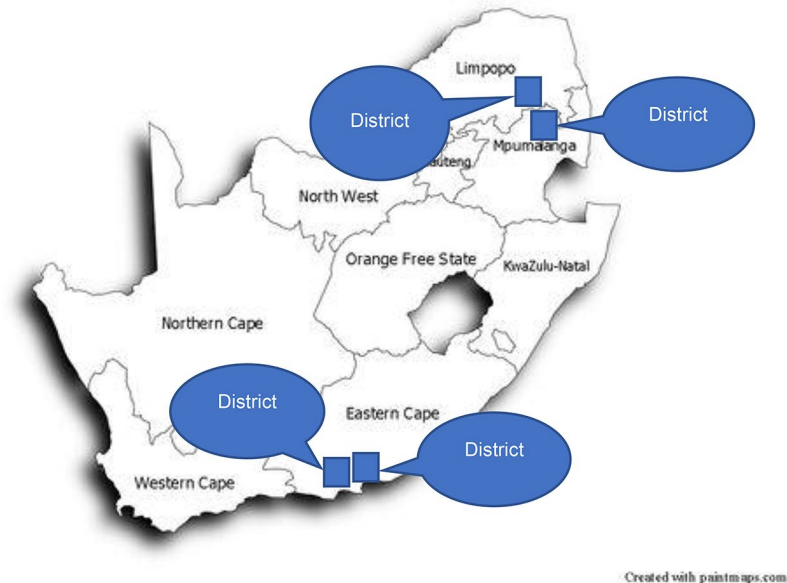 Limpopo
District
District
Mpumalanga
auteng
North West
Orange Free State
KwaZulu-Natal
Northern Cape
District
Eastern Cape
District
Western Cape
Created with paintmaps.com